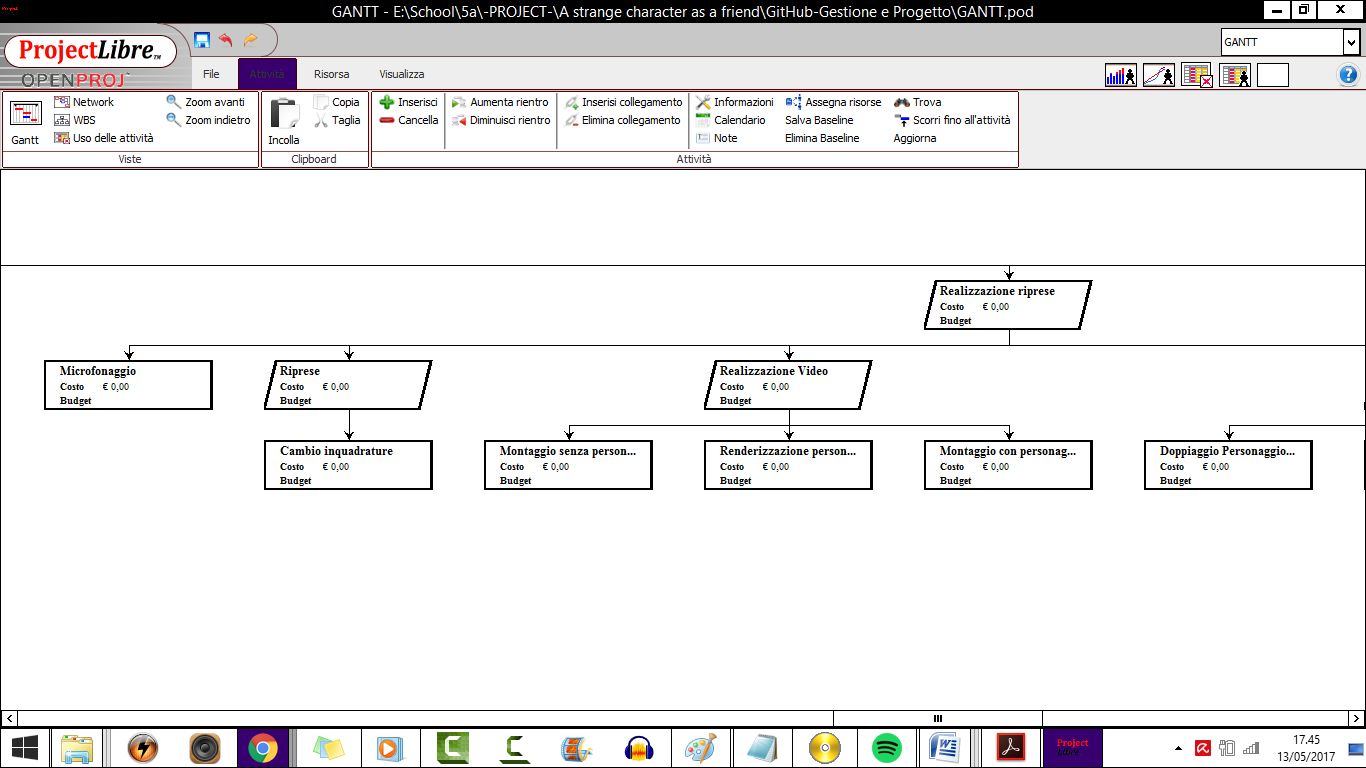 GANTT - E:\School\5a\-PROJECT-\A strange character as a friend\GitHub-Gestione e Progetto\GANTT.pod
ProjectLibre™
OPENPROJ
GANTT
File Attività Risorsa Visualizza
Gantt
Network
WBS
Uso delle attività
Zoom avanti
Zoom indietro
Viste
Incolla
Copia
Taglia
Clipboard
Inserisci
Cancella
Aumenta rientro
Diminuisci rientro
Inserisi collegamento
Elimina collegamento
Informazioni
Calendario
Note
Assegna risorse
Salva Baseline
Elimina Baseline
Trova
Scorri fino all'attività
Aggiorna
Attività
Realizzazione riprese
Costo € 0,00
Budget
Microfonaggio
Costo € 0,00
Budget
Riprese
Costo € 0,00
Budget
Realizzazione Video
Costo € 0,00
Budget
Cambio inquadrature
Costo € 0,00
Budget
Montaggio senza person...
Costo € 0,00
Budget
Renderizzazione person...
Costo € 0,00
Budget
Montaggio con personag...
Costo € 0,00
Budget
Doppiaggio Personaggio...
Costo € 0,00
Budget
Project
Libre
17.45
13/05/2017